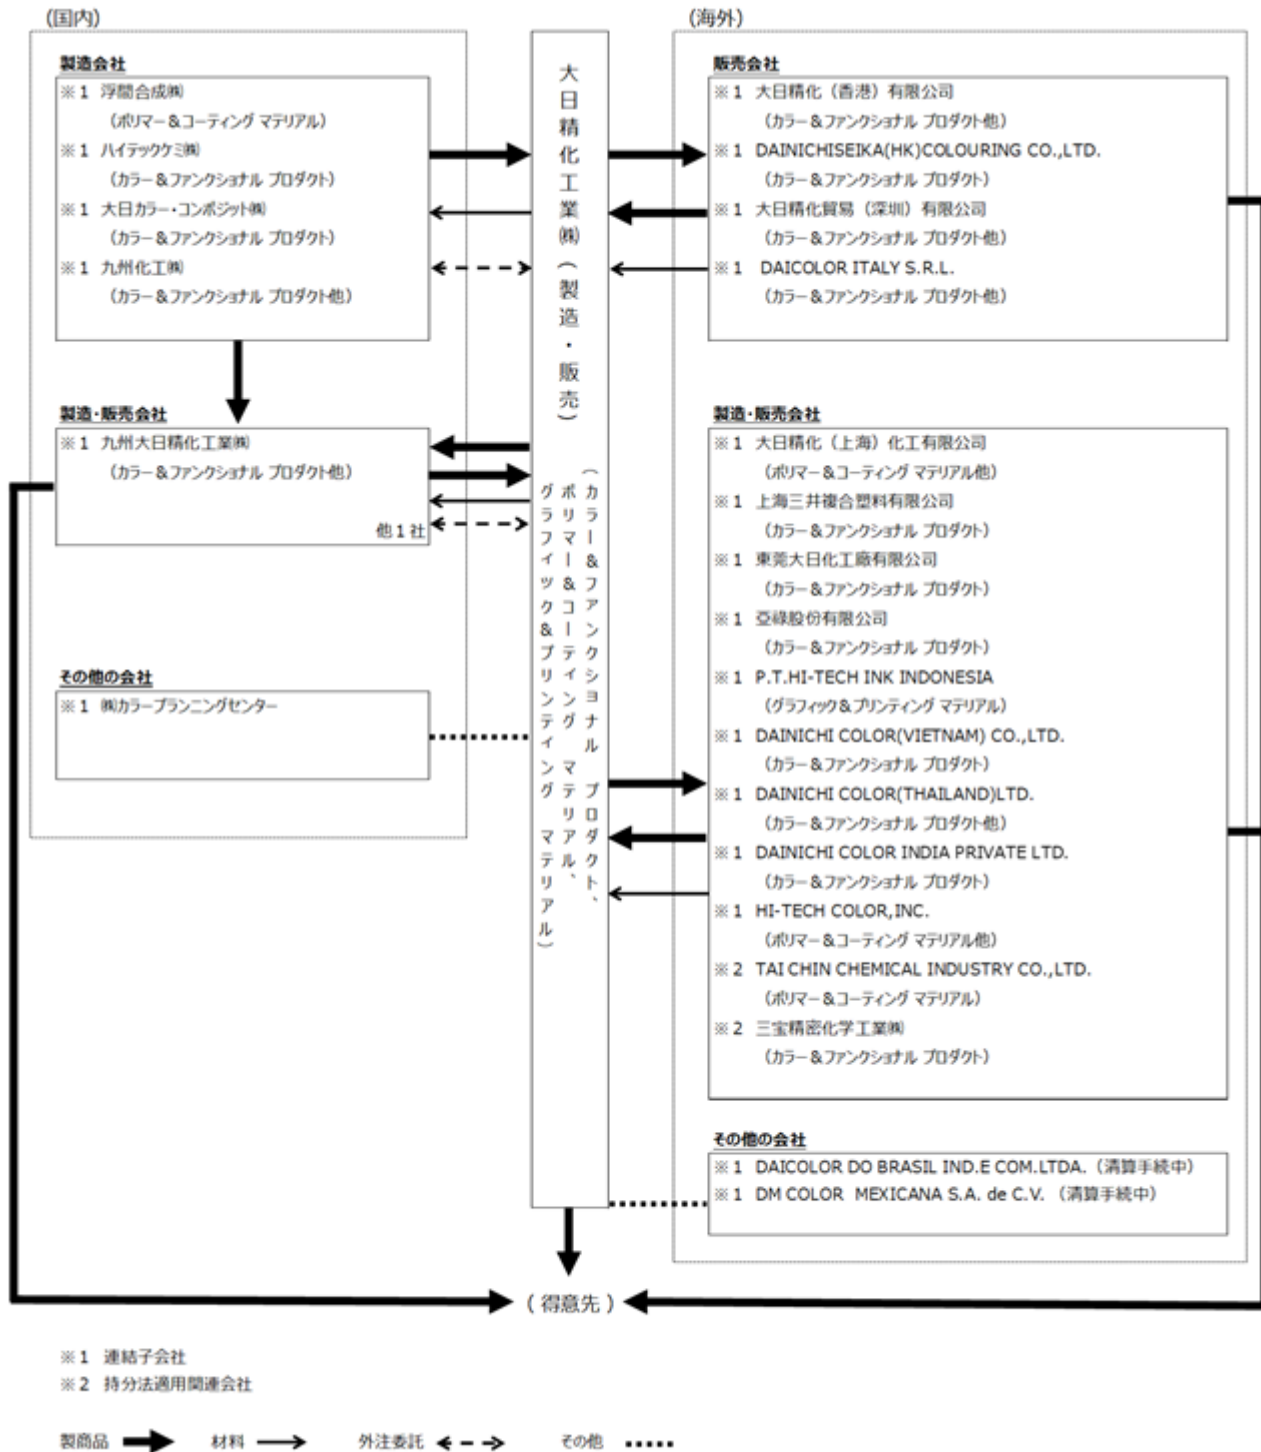 (国内)
製造会社
※1 浮間合成㈱
(ポリマー&コーティング マテリアル)
※1 ハイテックケミ㈱
(カラー&ファンクショナル プロダクト)
※1 大日カラー・コンポジット㈱
(カラー&ファンクショナル プロダクト)
※1 九州化工㈱
(カラー&ファンクショナル プロダクト他)
製造・販売会社
※1 九州大日精化工業㈱
(カラー&ファンクショナル プロダクト他)
他1社
その他の会社
※1 ㈱カラープランニングセンター
大日精化工業㈱(製造・販売)
(カラー&ファンクショナル プロダクト、
ポリマー&コーティング マテリアル、
グラフィック&プリンティング マテリアル)
(海外)
販売会社
※1 大日精化(香港)有限公司
(カラー&ファンクショナル プロダクト他)
※1 DAINICHISEIKA(HK)COLOURING CO.,LTD.
(カラー&ファンクショナル プロダクト)
※1 大日精化貿易(深圳)有限公司
(カラー&ファンクショナル プロダクト他)
※1 DAICOLOR ITALY S.R.L.
(カラー&ファンクショナル プロダクト他)
製造・販売会社
※1 大日精化(上海)化工有限公司
(ポリマー&コーティング マテリアル他)
※1 上海三井複合塑料有限公司
(カラー&ファンクショナル プロダクト)
※1 東莞大日化工廠有限公司
(カラー&ファンクショナル プロダクト)
※1 亞祿股份有限公司
(カラー&ファンクショナル プロダクト)
※1 P.T.HI-TECH INK INDONESIA
(グラフィック&プリンティング マテリアル)
※1 DAINICHI COLOR(VIETNAM) CO.,LTD.
(カラー&ファンクショナル プロダクト)
※1 DAINICHI COLOR(THAILAND)LTD.
(カラー&ファンクショナル プロダクト他)
※1 DAINICHI COLOR INDIA PRIVATE LTD.
(カラー&ファンクショナル プロダクト)
※1 HI-TECH COLOR,INC.
(ポリマー&コーティング マテリアル他)
※2 TAI CHIN CHEMICAL INDUSTRY CO.,LTD.
(ポリマー&コーティング マテリアル)
※2 三宝精密化学工業㈱
(カラー&ファンクショナル プロダクト)
その他の会社
※1 DAICOLOR DO BRASIL IND.E COM.LTDA.(清算手続中)
※1 DM COLOR MEXICANA S.A. de C.V. (清算手続中)
(得意先)
※1 連結子会社
※2 持分法適用関連会社
製商品 材料 外注委託 その他